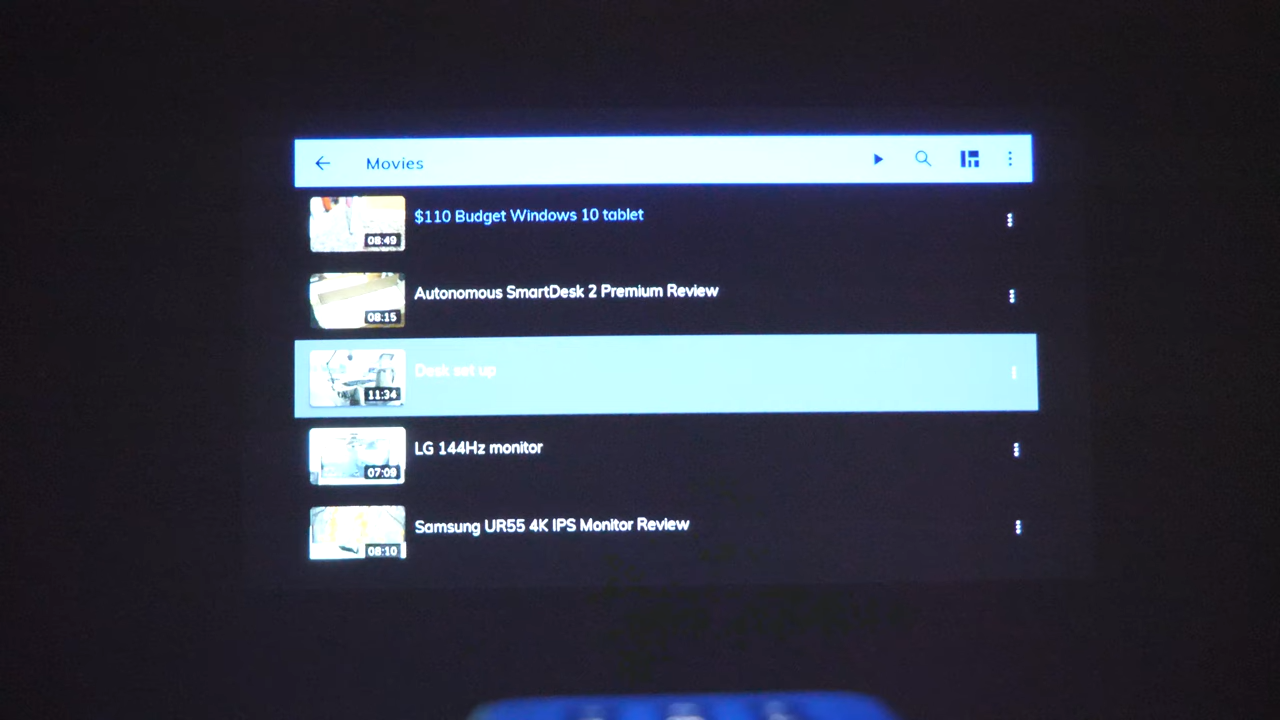 Movies
$110 Budget Windows 10 tablet
08:49
Autonomous SmartDesk 2 Premium Review
08:15
Desk set up
11:34
LG 144Hz monitor
07:09
Samsung UR55 4K IPS Monitor Review
08:10